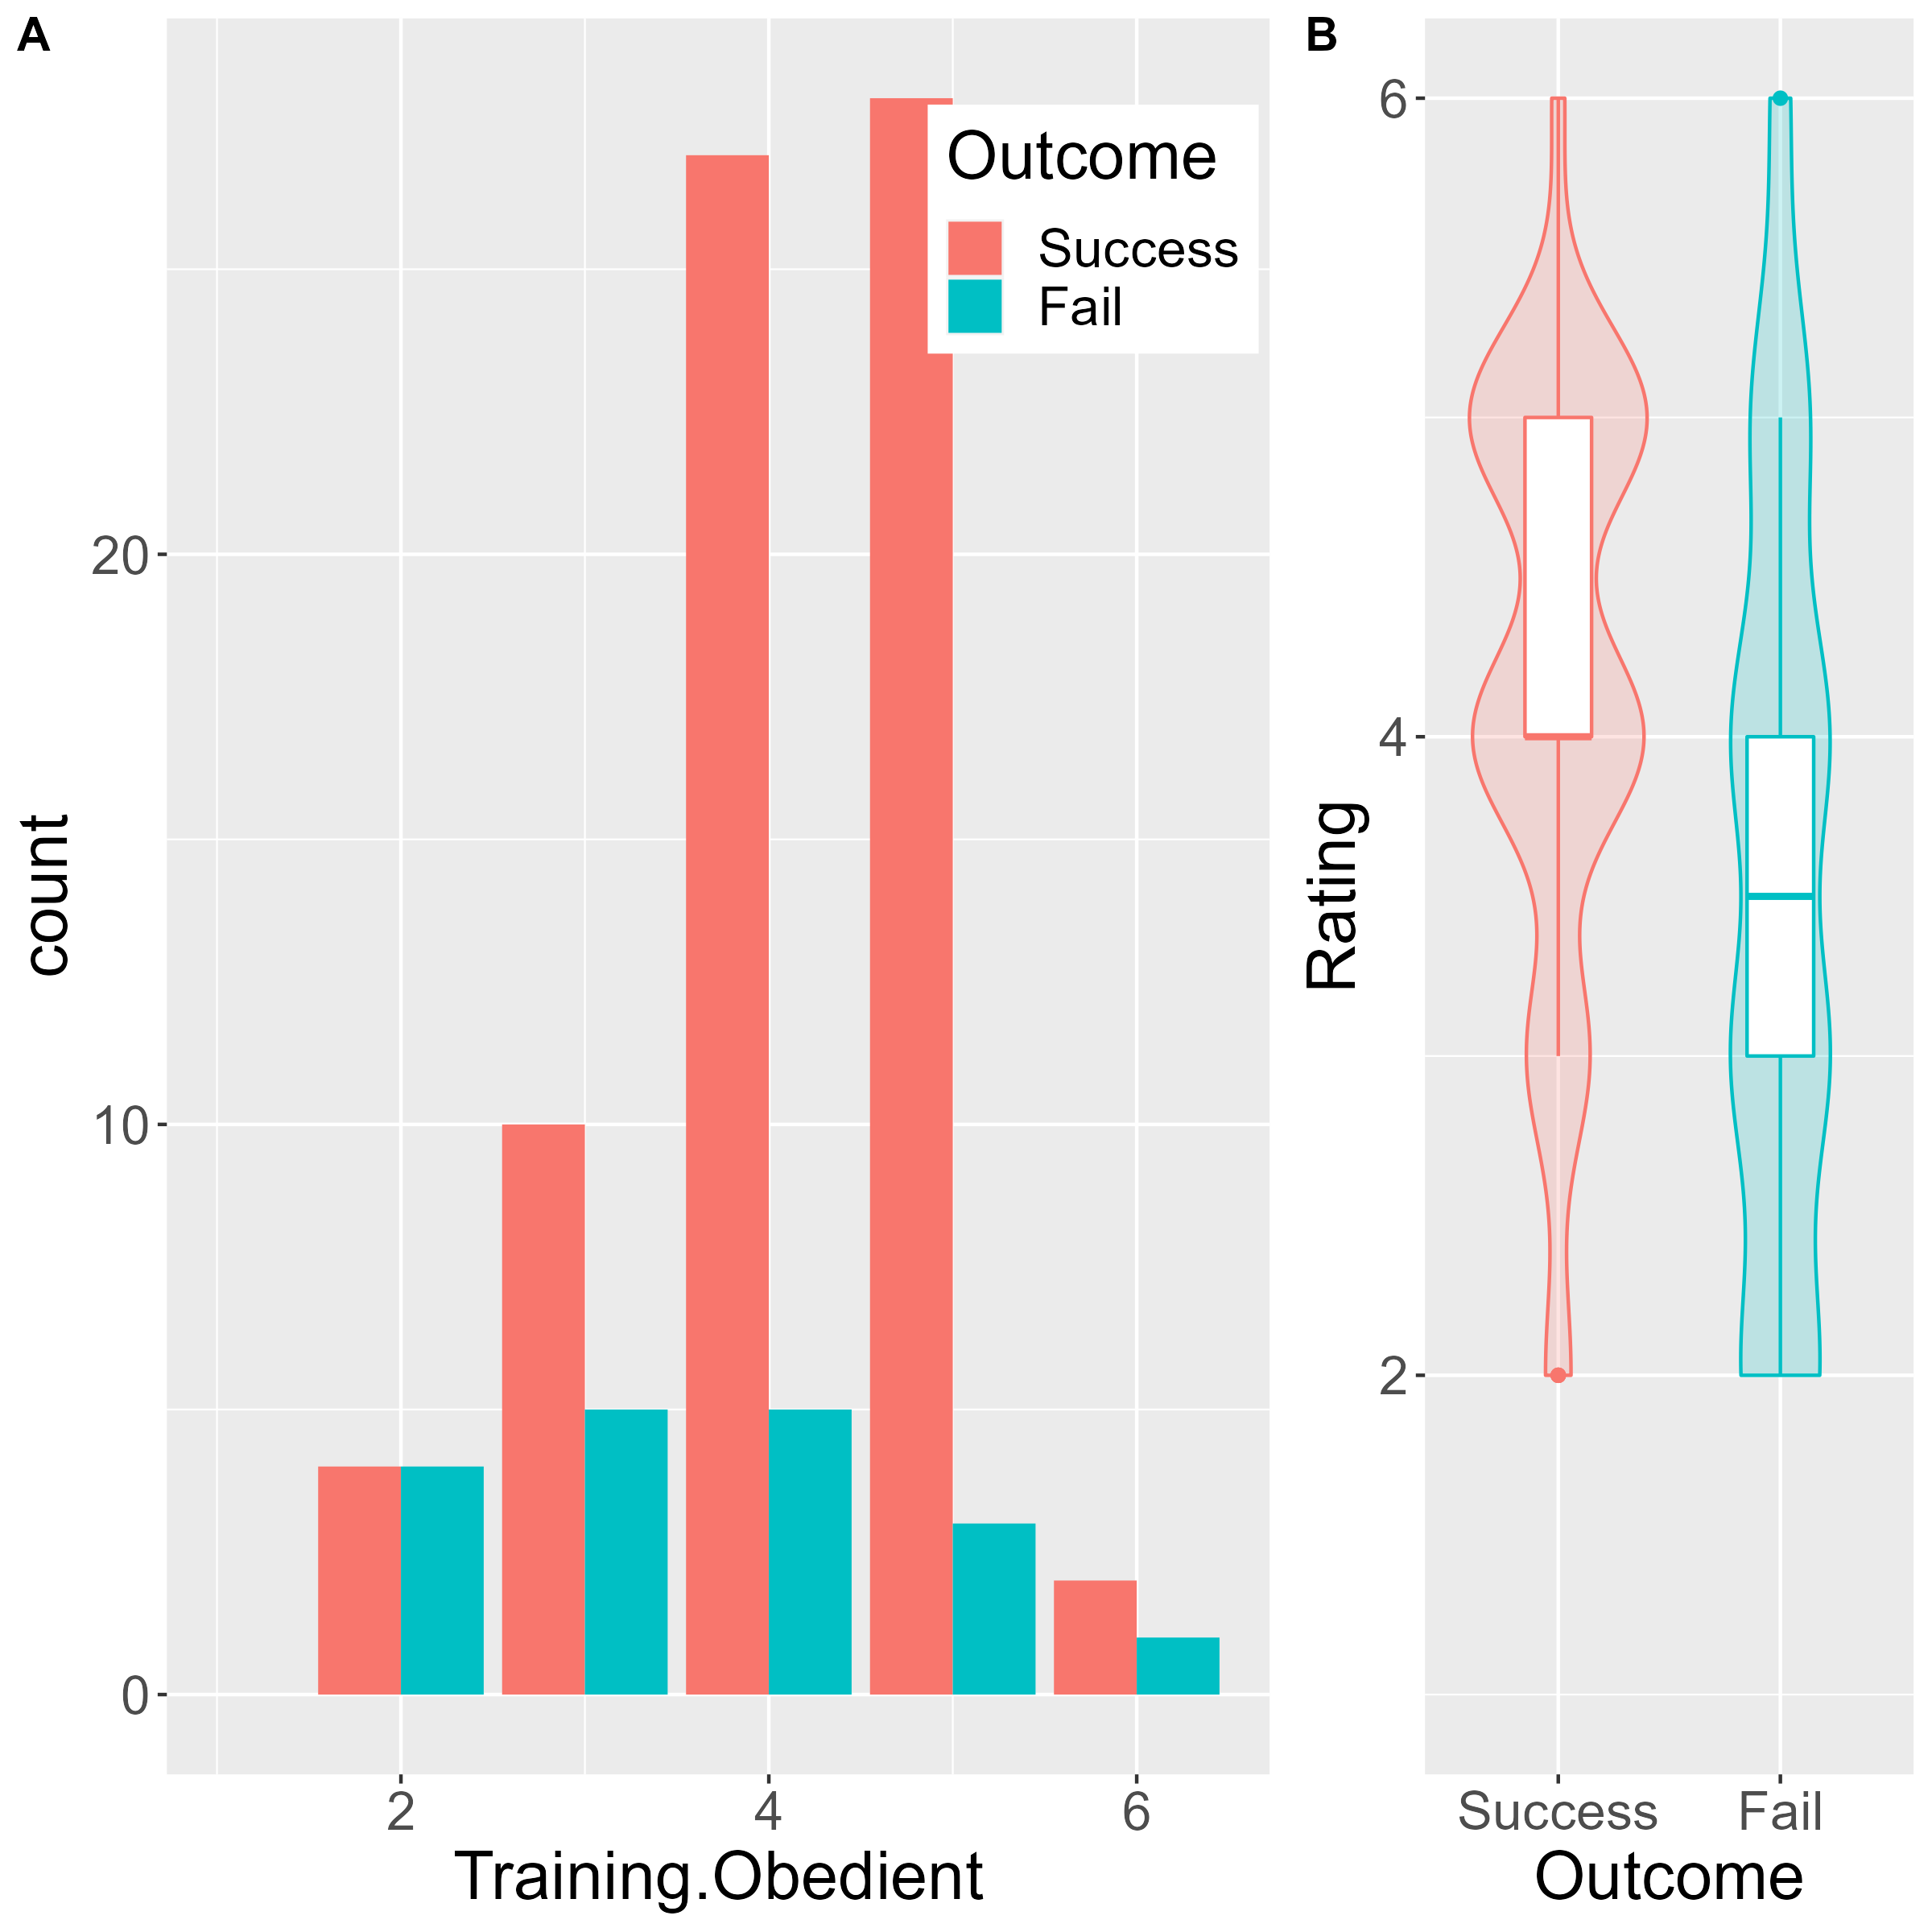 A
count
20
10
0
2
4
6
Training.Obedient
Outcome
Success
Fail
B
Rating
6
4
2
Success
Fail
Outcome